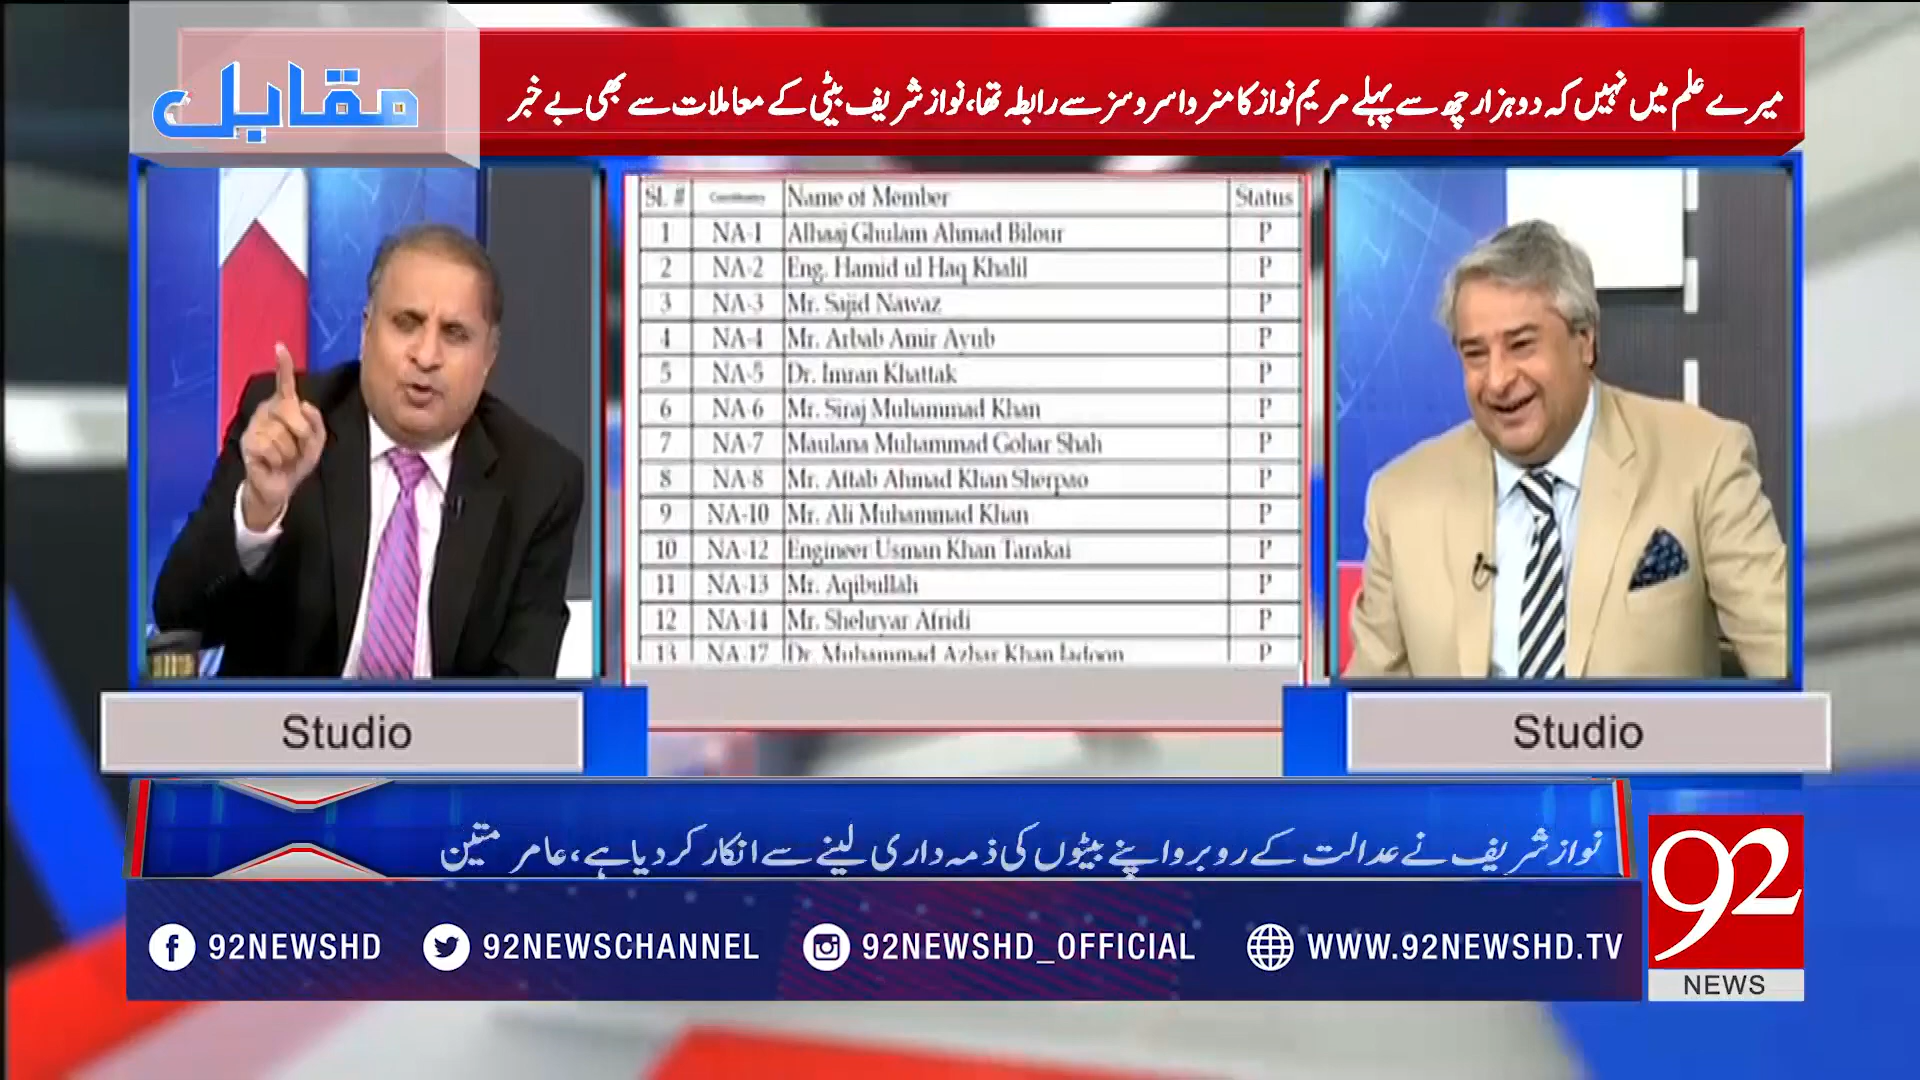 مقابل
میرے علم میں نہیں کہ دو ہزار چھ سے پہلے مریم نواز کا منروا سروسز سے رابطہ تھا، نواز شریف بیٹی کے معاملات سے بھی بے خبر
Sl. # Constituency Name of Member Status
1 NA-1 Alhaaj Ghulam Ahmad Bilour P
2 NA-2 Eng. Hamid ul Haq Khalil P
3 NA-3 Mr. Sajid Nawaz P
4 NA-4 Mr. Arbab Amir Ayub P
5 NA-5 Dr. Imran Khattak P
6 NA-6 Mr. Siraj Muhammad Khan P
7 NA-7 Maulana Muhammad Gohar Shah P
8 NA-8 Mr. Aftab Ahmad Khan Sherpao P
9 NA-10 Mr. Ali Muhammad Khan P
10 NA-12 Engineer Usman Khan Tarakai P
11 NA-13 Mr. Aqibullah P
12 NA-14 Mr. Shehryar Afridi P
13 NA-17 Dr. Muhammad Azhar Khan Jadoon P
Studio
Studio
نواز شریف نے عدالت کے روبرو اپنے بیٹوں کی ذمہ داری لینے سے انکار کر دیا ہے، عامر متین
92NEWSHD 92NEWSCHANNEL 92NEWSHD_OFFICIAL WWW.92NEWSHD.TV
92
NEWS